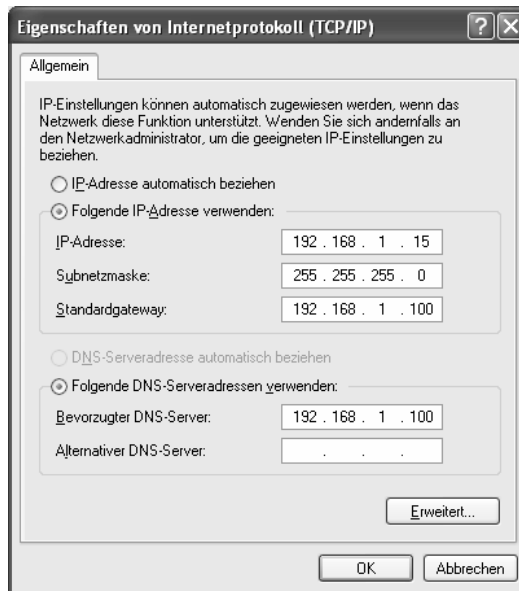 Eigenschaften von Internetprotokoll (TCP/IP)
Allgemein
IP-Einstellungen können automatisch zugewiesen werden, wenn das
Netzwerk diese Funktion unterstützt. Wenden Sie sich andernfalls an
den Netzwerkadministrator, um die geeigneten IP-Einstellungen zu
beziehen.
IP-Adresse automatisch beziehen
Folgende IP-Adresse verwenden:
IP-Adresse: 192 . 168 . 1 . 15
Subnetzmaske: 255 . 255 . 255 . 0
Standardgateway: 192 . 168 . 1 . 100
DNS-Serveradresse automatisch beziehen
Folgende DNS-Serveradressen verwenden:
Bevorzugter DNS-Server: 192 . 168 . 1 . 100
Alternativer DNS-Server: . . .
Erweitert...
OK Abbrechen